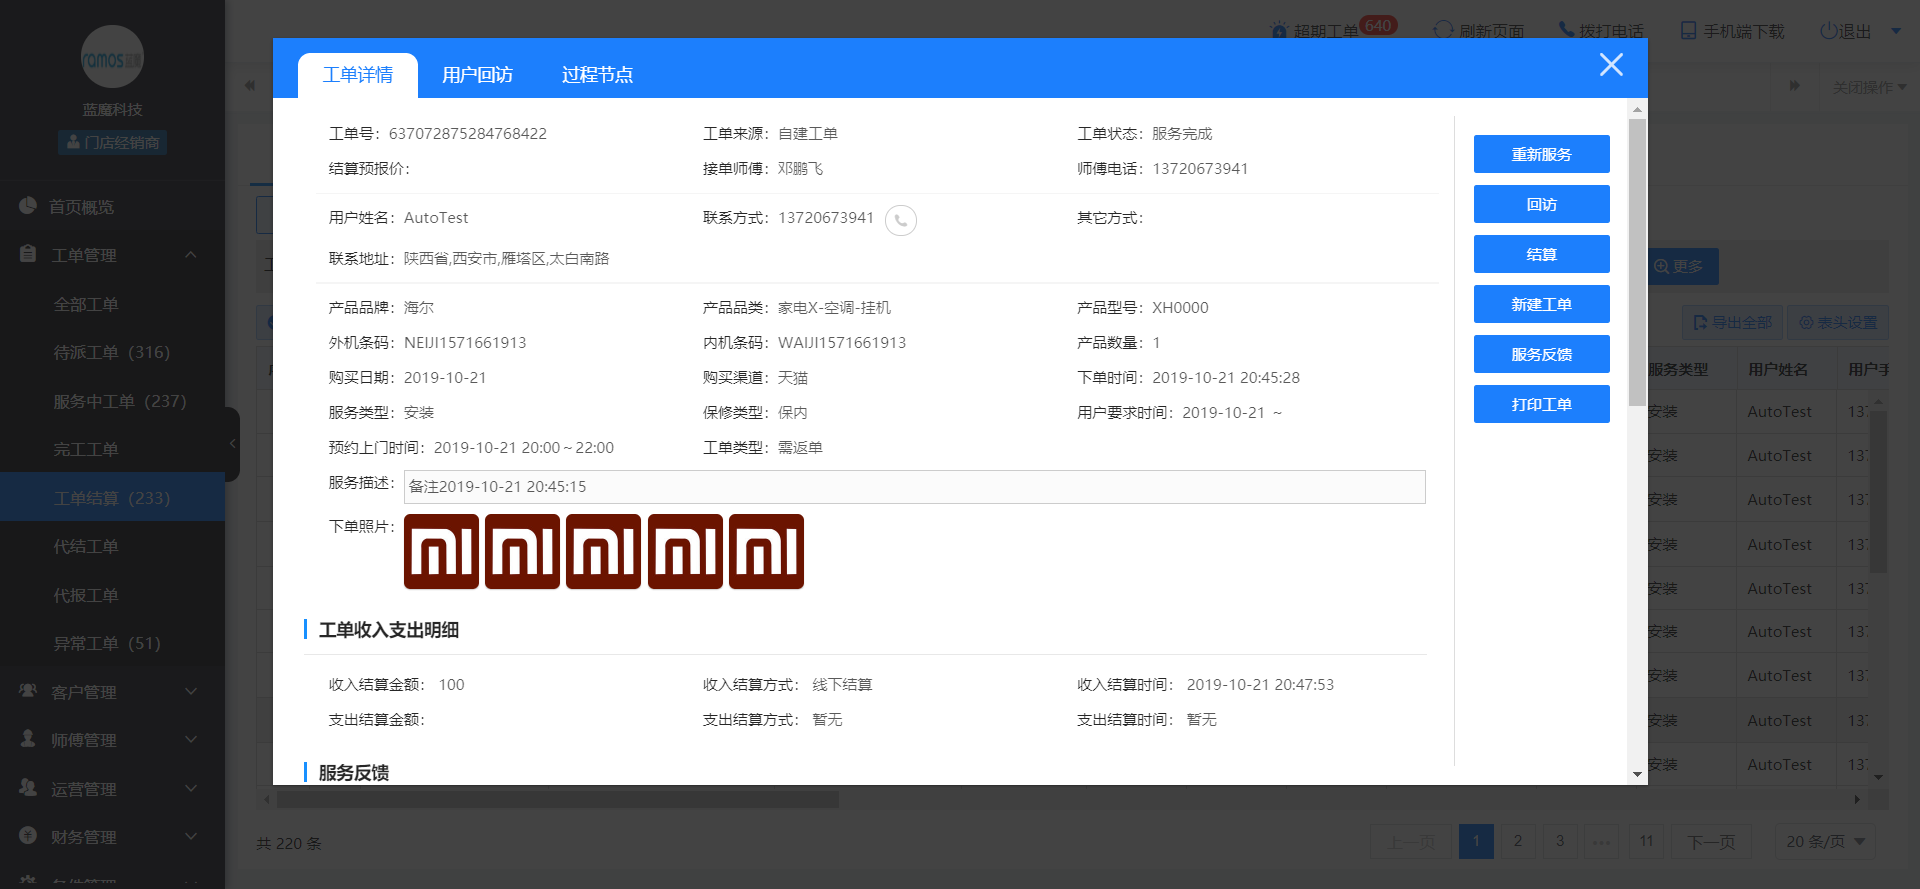 超期工单 640 刷新页面 拨打电话 手机端下载 退出
ramos
蓝魔科技
门店经销商
首页概览
工单管理
全部工单
待派工单（316）
服务中工单（237）
完工工单
工单结算（233）
代结工单
代报工单
异常工单（51）
客户管理
师傅管理
运营管理
财务管理
关闭操作
更多
导出全部 表头设置
工单详情 用户回访 过程节点
工单号：637072875284768422 工单来源：自建工单 工单状态：服务完成
结算预报价： 接单师傅：邓鹏飞 师傅电话：13720673941
用户姓名：AutoTest 联系方式：13720673941 其它方式：
联系地址：陕西省,西安市,雁塔区,太白南路
产品品牌：海尔 产品品类：家电X-空调-挂机 产品型号：XH0000
外机条码：NEIJI1571661913 内机条码：WAIJI1571661913 产品数量：1
购买日期：2019-10-21 购买渠道：天猫 下单时间：2019-10-21 20:45:28
服务类型：安装 保修类型：保内 用户要求时间：2019-10-21 ~
预约上门时间：2019-10-21 20:00～22:00 工单类型：需返单
服务描述：备注2019-10-21 20:45:15
下单照片：
工单收入支出明细
收入结算金额： 100 收入结算方式： 线下结算 收入结算时间： 2019-10-21 20:47:53
支出结算金额： 支出结算方式： 暂无 支出结算时间： 暂无
服务反馈
重新服务
回访
结算
新建工单
服务反馈
打印工单
服务类型 用户姓名 用户手
安装 AutoTest 137
安装 AutoTest 137
安装 AutoTest 137
安装 AutoTest 137
安装 AutoTest 137
安装 AutoTest 137
安装 AutoTest 137
安装 AutoTest 137
安装 AutoTest 137
共 220 条
上一页 1 2 3 ··· 11 下一页 20 条/页